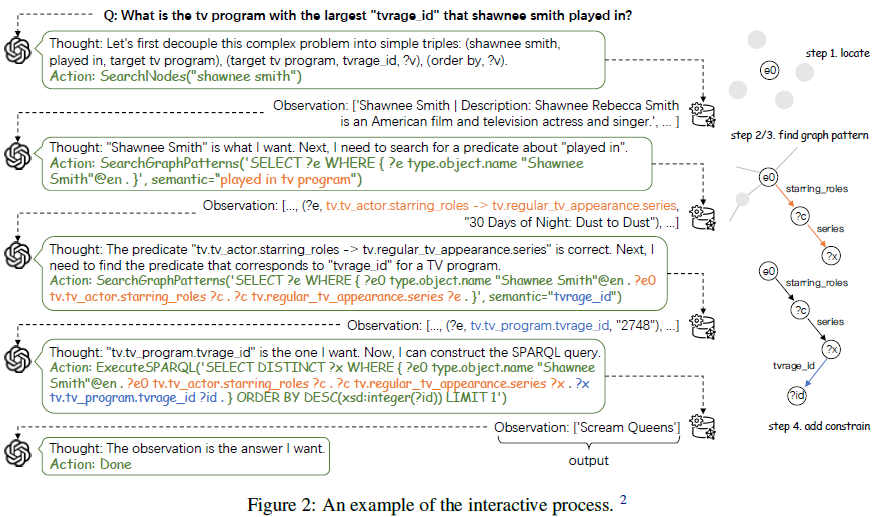 Q: What is the tv program with the largest "tvrage_id" that shawnee smith played in?
Thought: Let's first decouple this complex problem into simple triples: (shawnee smith,
played in, target tv program), (target tv program, tvrage_id, ?v), (order by, ?v).
Action: SearchNodes("shawnee smith")
Observation: ['Shawnee Smith | Description: Shawnee Rebecca Smith
is an American film and television actress and singer.', ... ]
Thought: "Shawnee Smith" is what I want. Next, I need to search for a predicate about "played in".
Action: SearchGraphPatterns('SELECT ?e WHERE { ?e type.object.name "Shawnee
Smith"@en . }', semantic="played in tv program")
Observation: [..., (?e, tv.tv_actor.starring_roles -> tv.regular_tv_appearance.series,
"30 Days of Night: Dust to Dust"), ...]
Thought: The predicate "tv.tv_actor.starring_roles -> tv.regular_tv_appearance.series" is correct. Next, I
need to find the predicate that corresponds to "tvrage_id" for a TV program.
Action: SearchGraphPatterns('SELECT ?e WHERE { ?e0 type.object.name "Shawnee Smith"@en . ?e0
tv.tv_actor.starring_roles ?c . ?c tv.regular_tv_appearance.series ?e . }', semantic="tvrage_id")
Observation: [..., (?e, tv.tv_program.tvrage_id, "2748"), ...]
Thought: "tv.tv_program.tvrage_id" is the one I want. Now, I can construct the SPARQL query.
Action: ExecuteSPARQL('SELECT DISTINCT ?x WHERE { ?e0 type.object.name "Shawnee
Smith"@en . ?e0 tv.tv_actor.starring_roles ?c . ?c tv.regular_tv_appearance.series ?x . ?x
tv.tv_program.tvrage_id ?id . } ORDER BY DESC(xsd:integer(?id)) LIMIT 1')
Observation: ['Scream Queens']
output
Thought: The observation is the answer I want.
Action: Done
step 1. locate
e0
step 2/3. find graph pattern
e0
starring_roles
?c
series
?x
e0
starring_roles
?c
series
?x
tvrage_id
?id
step 4. add constrain
Figure 2: An example of the interactive process. 2